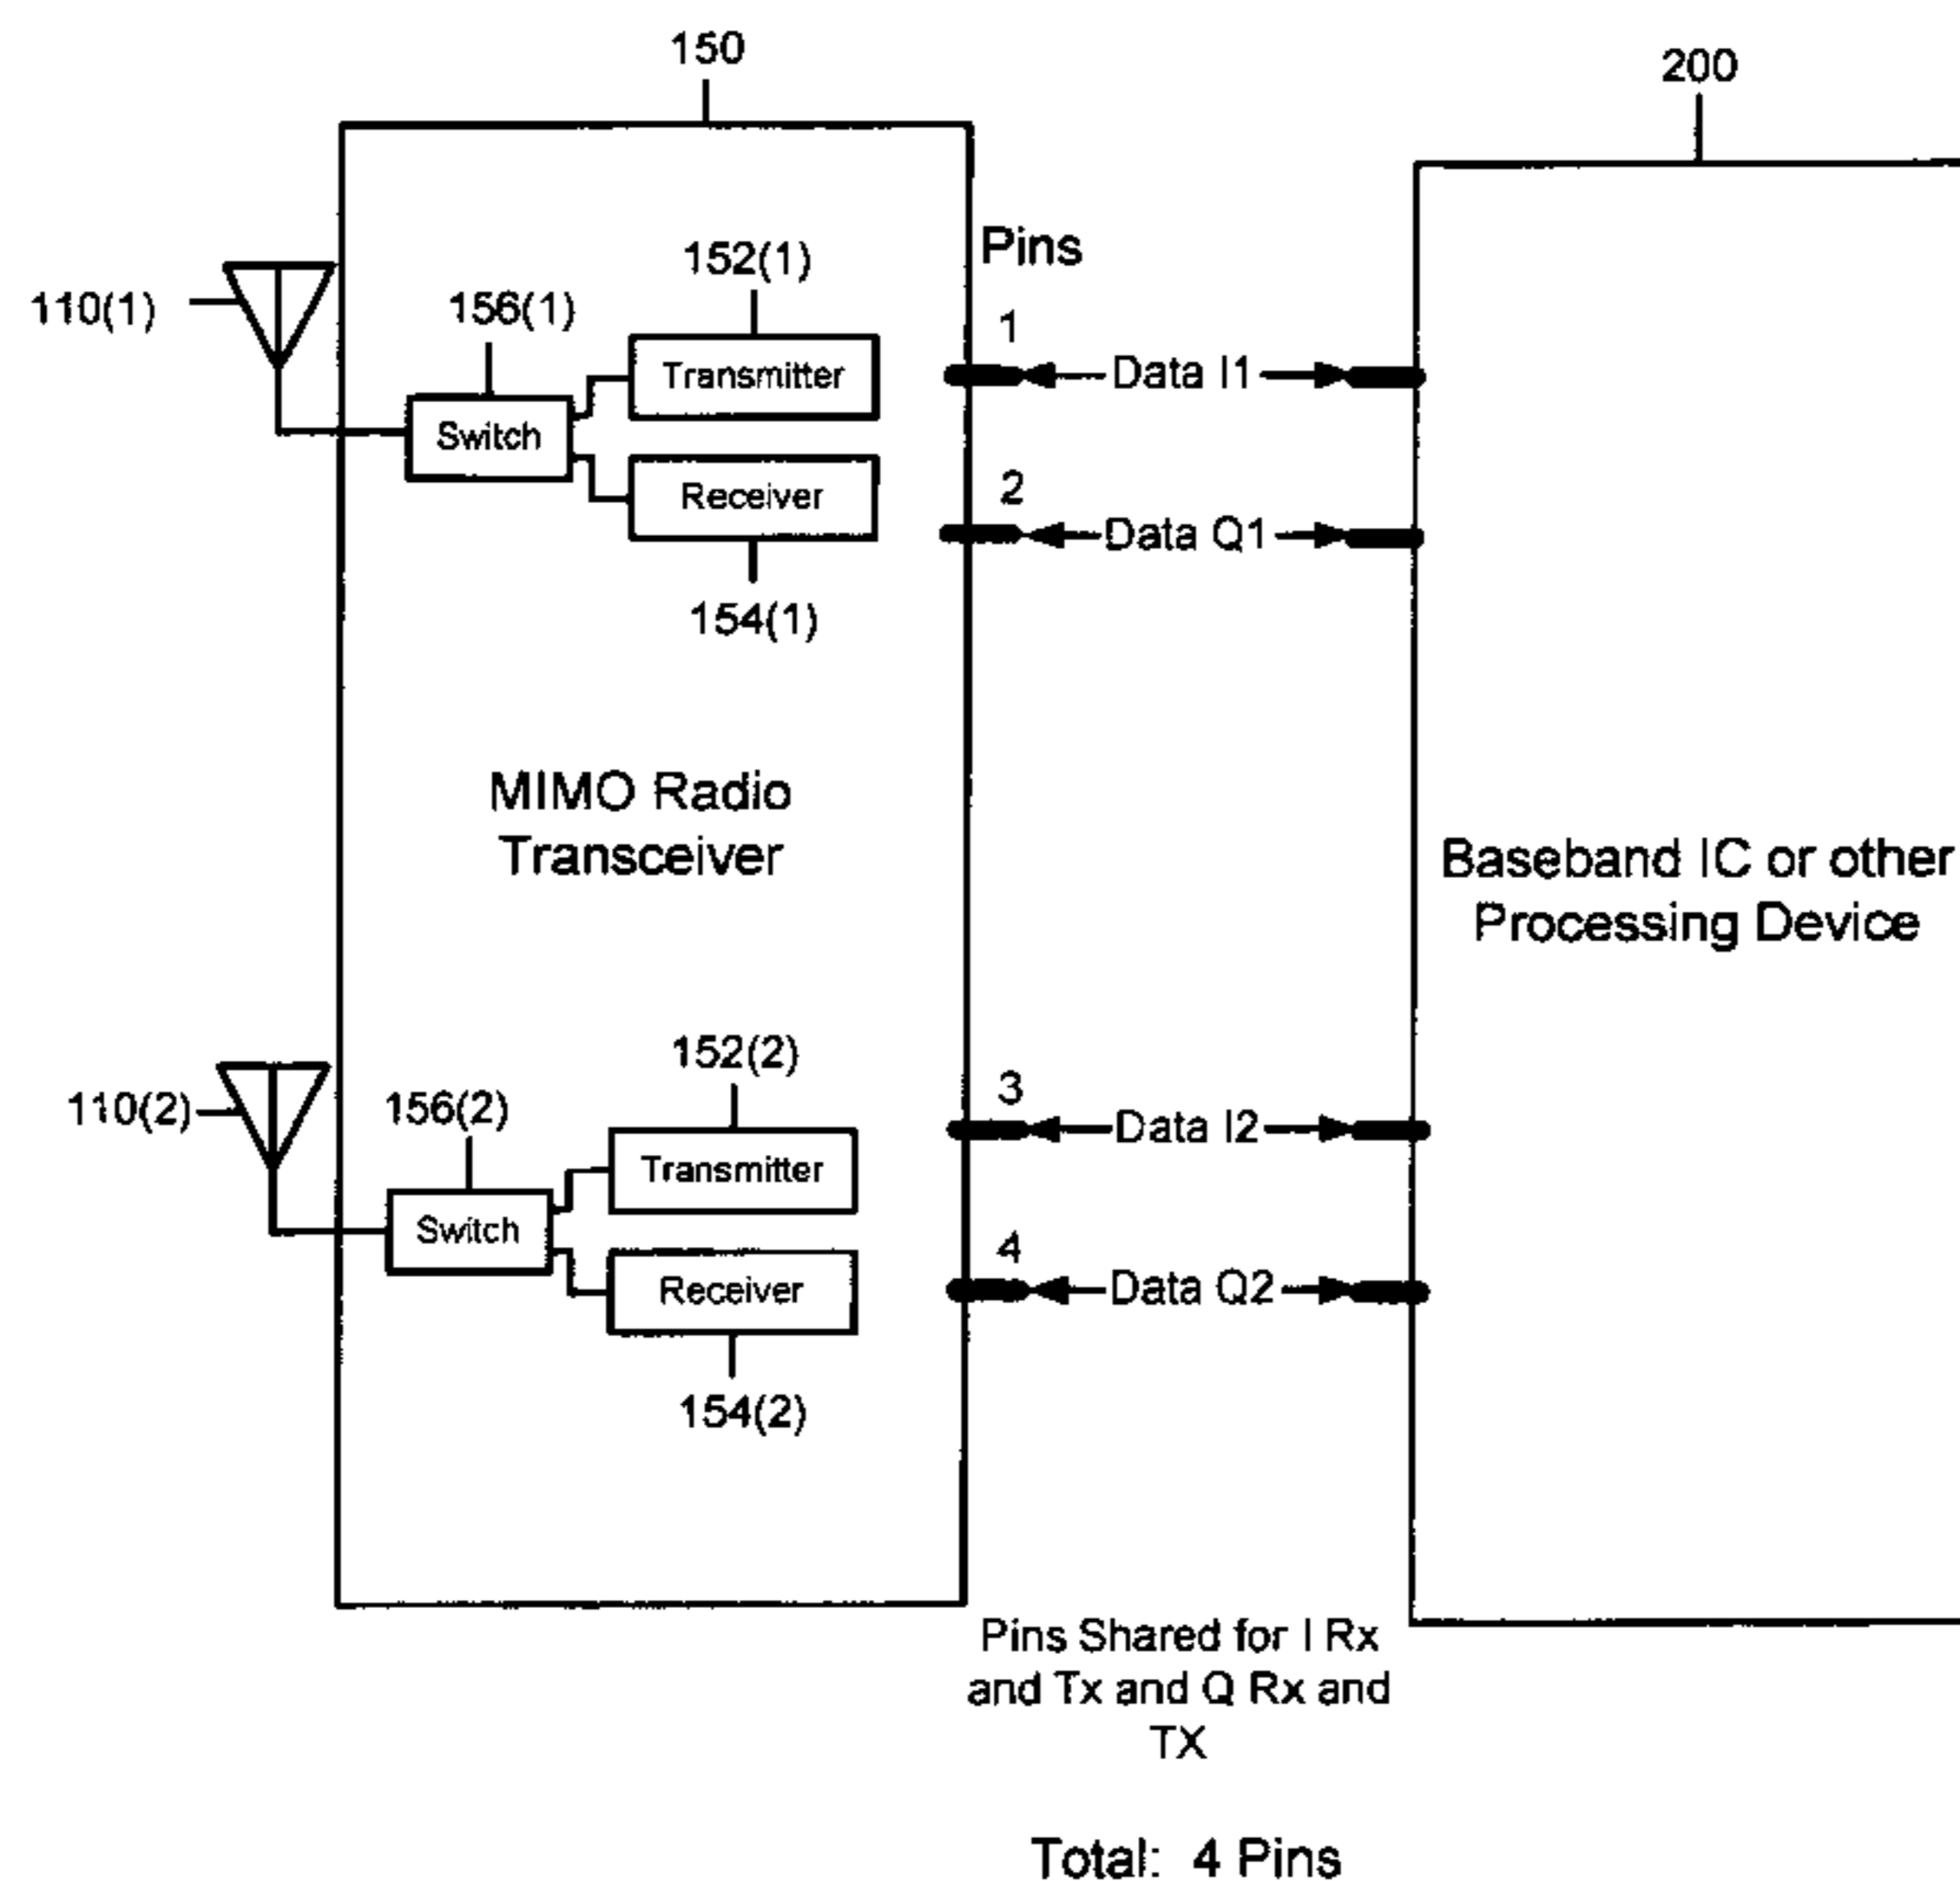 150
200
110(1)
156(1)
152(1)
Transmitter
Switch
Receiver
154(1)
Pins
1
Data I1
2
Data Q1
MIMO Radio
Transceiver
Baseband IC or other
Processing Device
110(2)
156(2)
152(2)
Transmitter
Switch
Receiver
154(2)
3
Data I2
4
Data Q2
Pins Shared for I Rx
and Tx and Q Rx and
TX
Total: 4 Pins